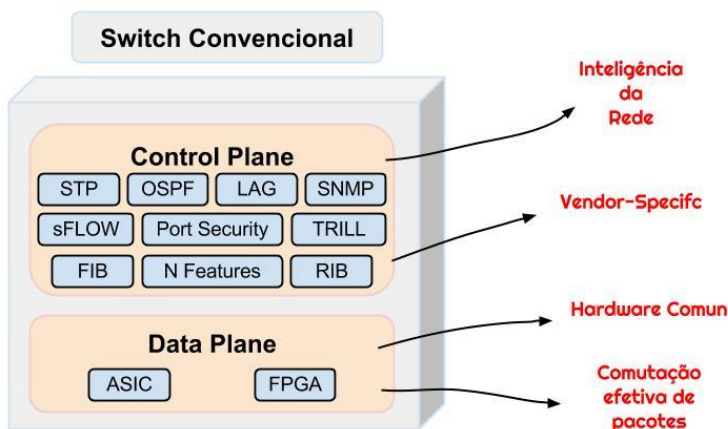 Switch Convencional
Inteligência
da
Rede
Control Plane
STP OSPF LAG SNMP
sFLOW Port Security TRILL
Vendor-Specifc
FIB N Features RIB
Hardware Comun
Data Plane
ASIC FPGA
Comutação
efetiva de
pacotes